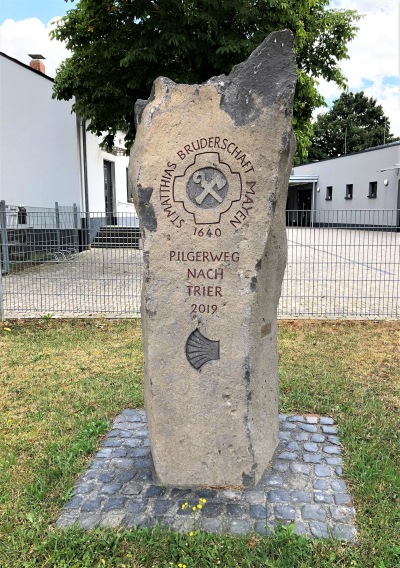 ST.MATTHIAS BRUDERSCHAFT MAYEN
1640
PILGERWEG
NACH
TRIER
2019